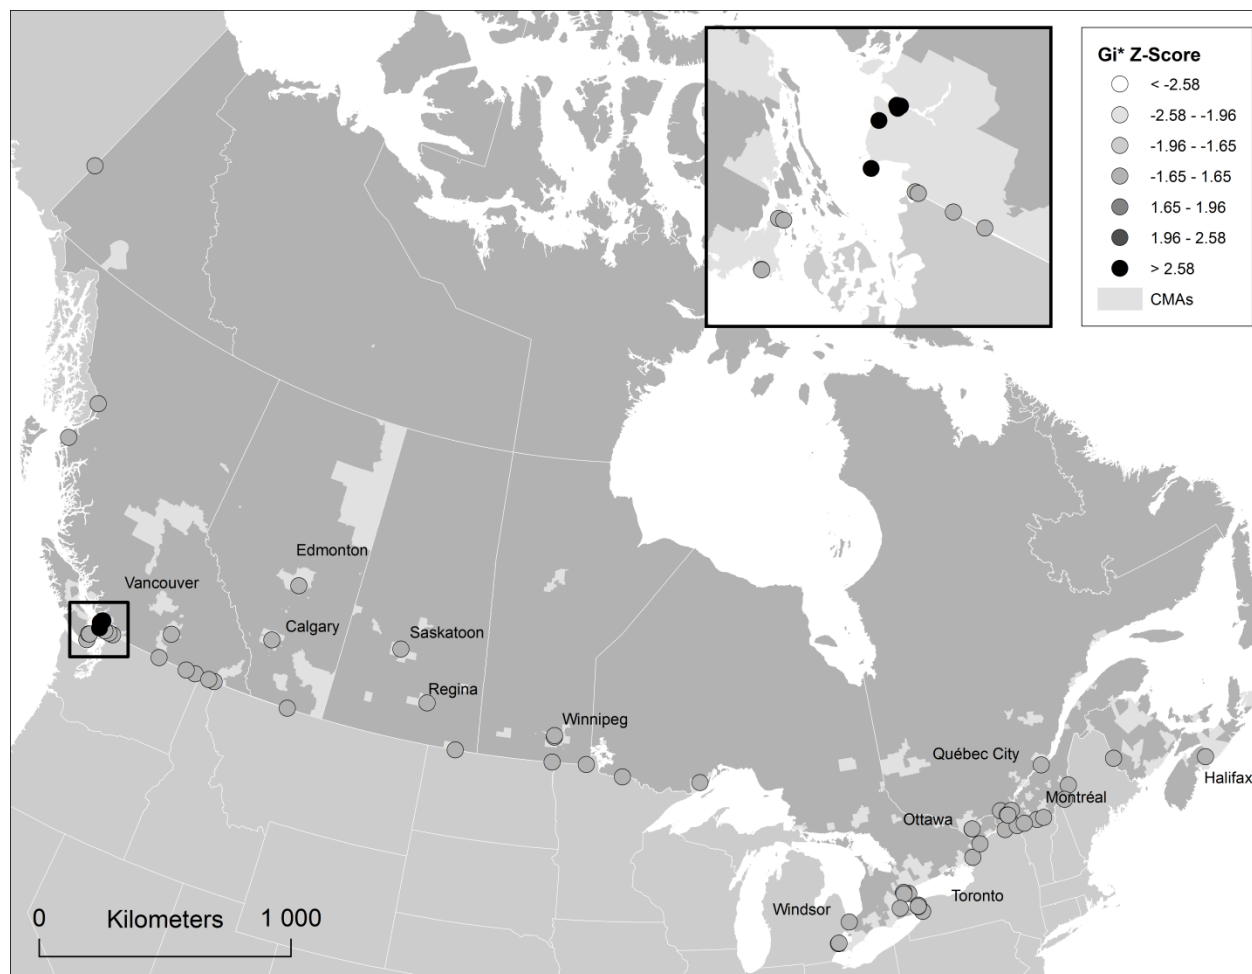 Gi* Z-Score
< -2.58
-2.58 - -1.96
-1.96 - -1.65
-1.65 - 1.65
1.65 - 1.96
1.96 - 2.58
> 2.58
CMAs
Edmonton
Vancouver
Calgary
Saskatoon
Regina
Winnipeg
Québec City
Halifax
Montréal
Ottawa
Toronto
Windsor
0 Kilometers 1 000